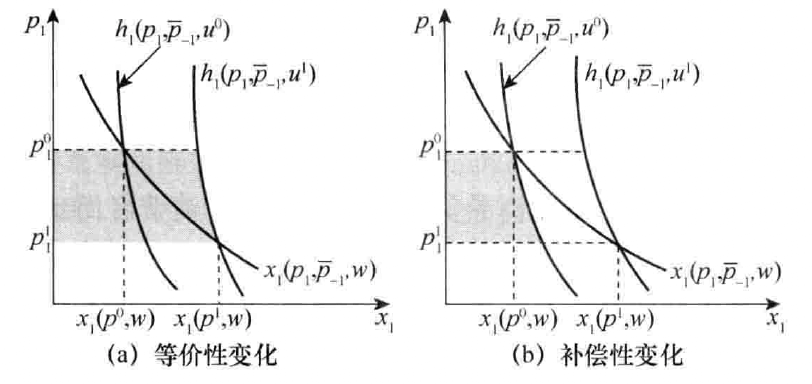 p₁
h₁(p₁,p̄₋₁,u⁰)
h₁(p₁,p̄₋₁,u¹)
p₁⁰
p₁¹
x₁(p₁,p̄₋₁,w)
x₁(p⁰,w)
x₁(p¹,w)
x₁
(a) 等价性变化
p₁
h₁(p₁,p̄₋₁,u⁰)
h₁(p₁,p̄₋₁,u¹)
p₁⁰
p₁¹
x₁(p₁,p̄₋₁,w)
x₁(p⁰,w)
x₁(p¹,w)
x₁
(b) 补偿性变化